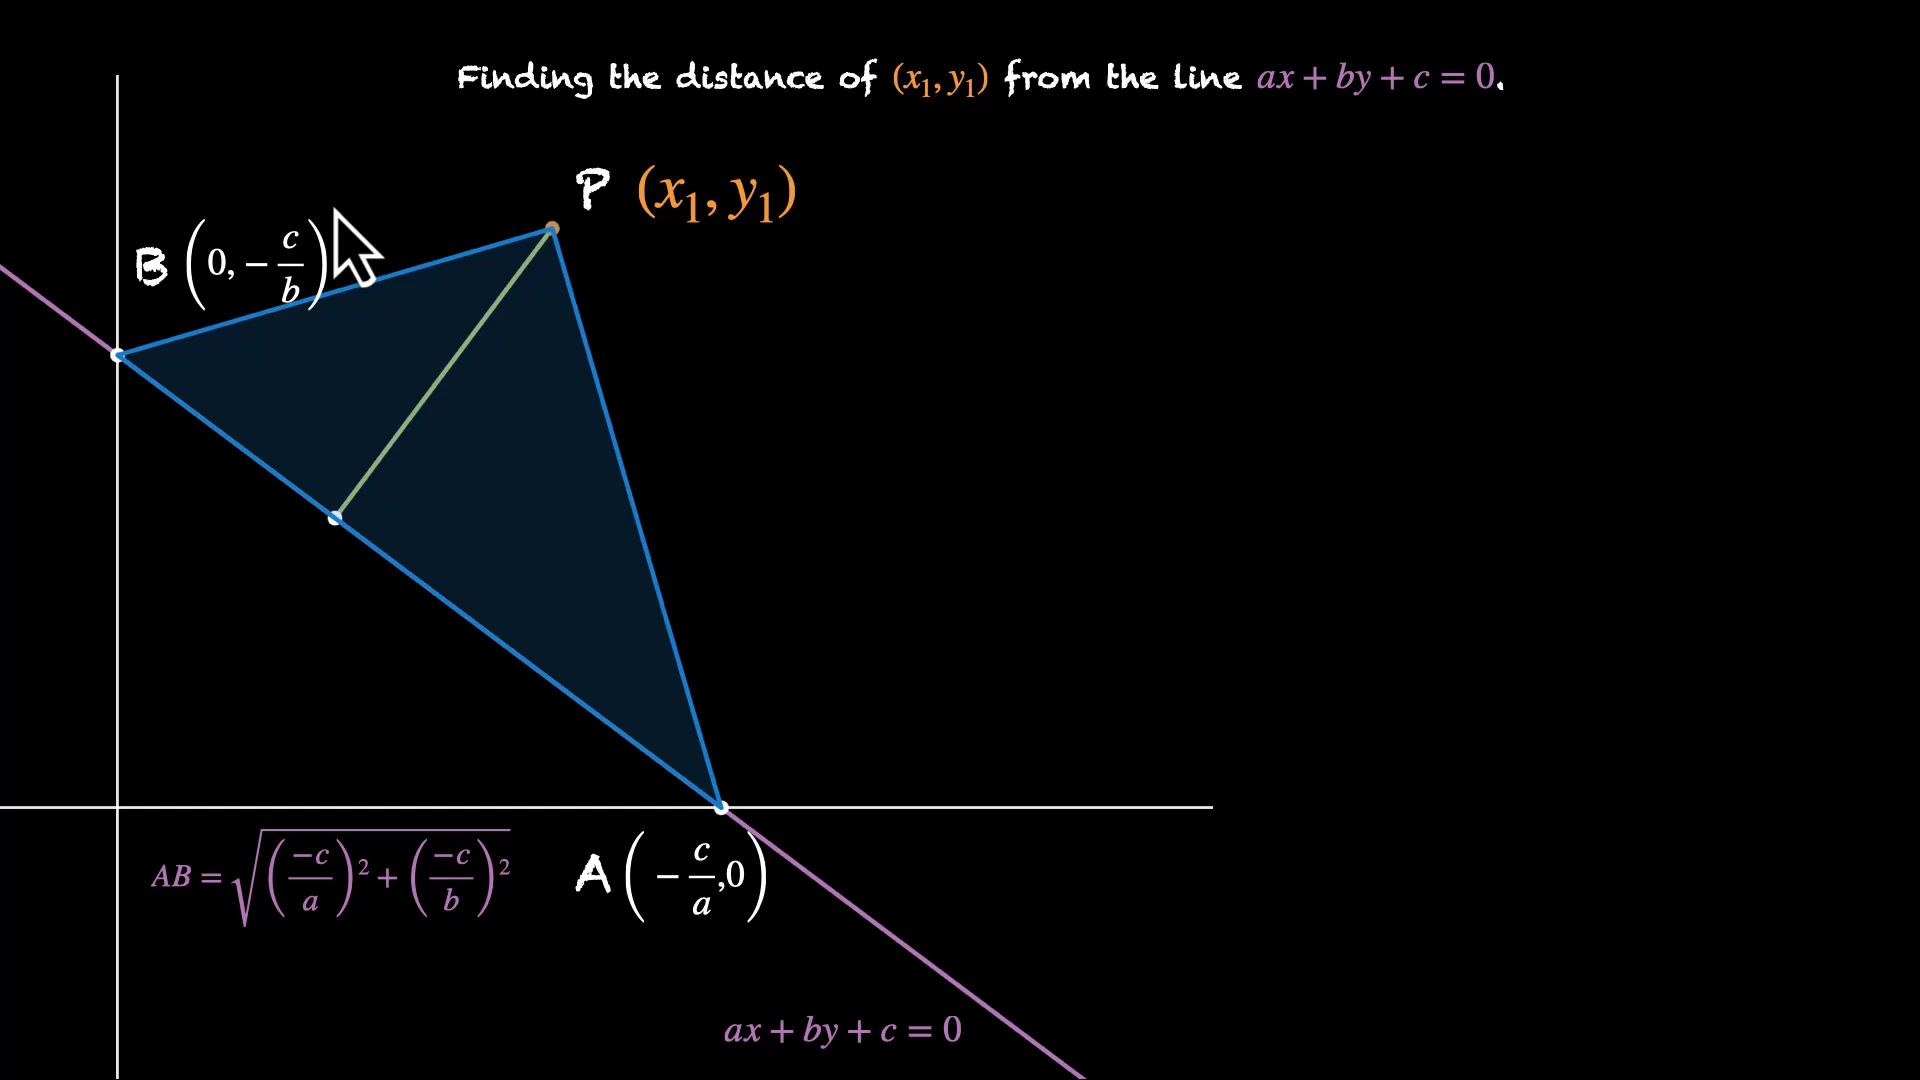 Finding the distance of (x₁, y₁) from the line ax + by + c = 0.
P (x₁, y₁)
B (0, −c/b)
AB = √((−c/a)² + (−c/b)²)
A (−c/a, 0)
ax + by + c = 0